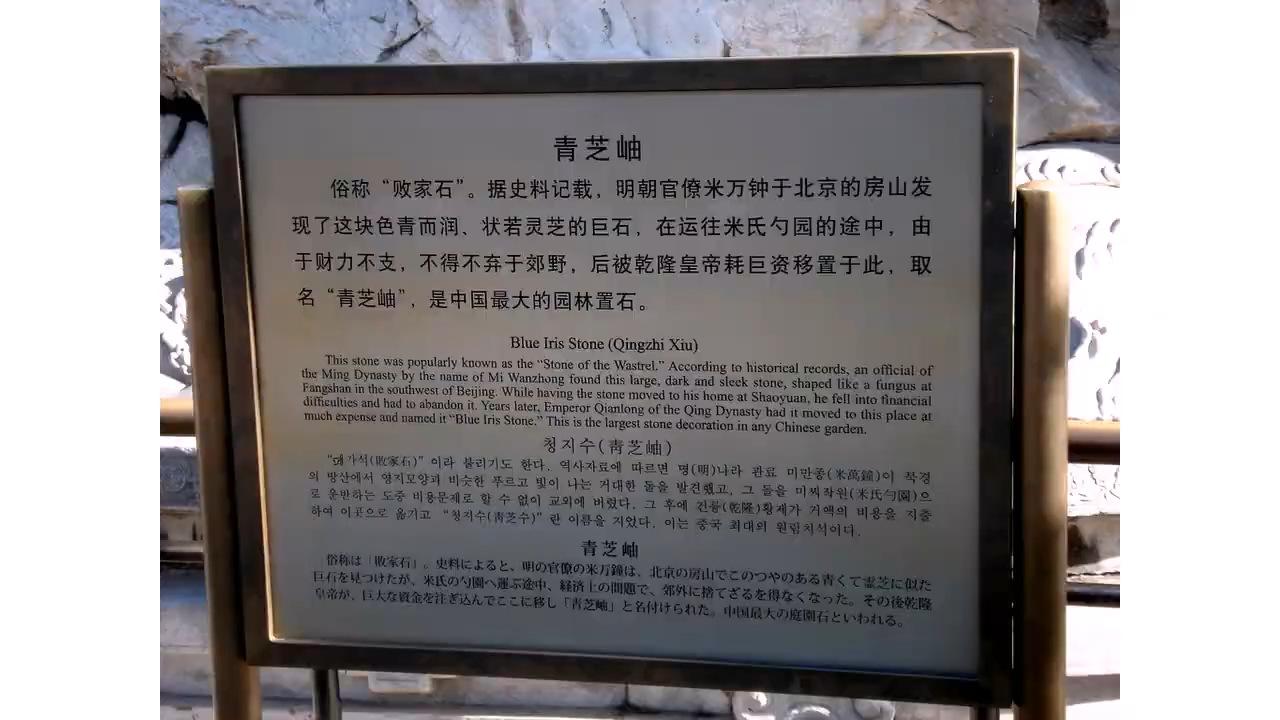 青芝岫
俗称“败家石”。据史料记载，明朝官僚米万钟于北京的房山发
现了这块色青而润、状若灵芝的巨石，在运往米氏勺园的途中，由
于财力不支，不得不弃于郊野，后被乾隆皇帝耗巨资移置于此，取
名“青芝岫”，是中国最大的园林置石。
Blue Iris Stone (Qingzhi Xiu)
This stone was popularly known as the “Stone of the Wastrel.” According to historical records, an official of
the Ming Dynasty by the name of Mi Wanzhong found this large, dark and sleek stone, shaped like a fungus at
Fangshan in the southwest of Beijing. While having the stone moved to his home at Shaoyuan, he fell into financial
difficulties and had to abandon it. Years later, Emperor Qianlong of the Qing Dynasty had it moved to this place at
much expense and named it “Blue Iris Stone.” This is the largest stone decoration in any Chinese garden.
청지수(靑芝岫)
“패가석(敗家石)” 이라 불리기도 한다. 역사자료에 따르면 명(明)나라 관료 미만종(米萬鐘)이 북경
의 방산에서 영지모양과 비슷한 푸르고 빛이 나는 거대한 돌을 발견했고, 그 돌을 미씨작원(米氏勺園)으
로 운반하는 도중 비용문제로 할 수 없이 교외에 버렸다. 그 후에 건륭(乾隆)황제가 거액의 비용을 지출
하여 이곳으로 옮기고 “청지수(靑芝岫)” 란 이름을 지었다. 이는 중국 최대의 원림치석이다.
青芝岫
俗称は「敗家石」。史料によると、明の官僚の米万鐘は、北京の房山でこのつやのある青くて霊芝に似た
巨石を見つけたが、米氏の勺園へ運ぶ途中、経済上の問題で、郊外に捨てざるを得なくなった。その後乾隆
皇帝が、巨大な資金を注ぎ込んでここに移し「青芝岫」と名付けられた。中国最大の庭園石といわれる。